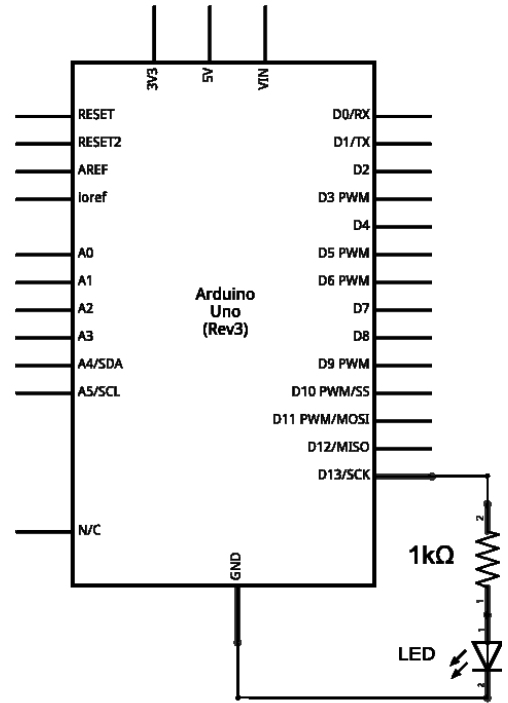 3V3
5V
VIN
RESET
RESET2
AREF
ioref
A0
A1
A2
A3
A4/SDA
A5/SCL
N/C
Arduino
Uno
(Rev3)
D0/RX
D1/TX
D2
D3 PWM
D4
D5 PWM
D6 PWM
D7
D8
D9 PWM
D10 PWM/SS
D11 PWM/MOSI
D12/MISO
D13/SCK
GND
2
1kΩ
1
1
LED
2